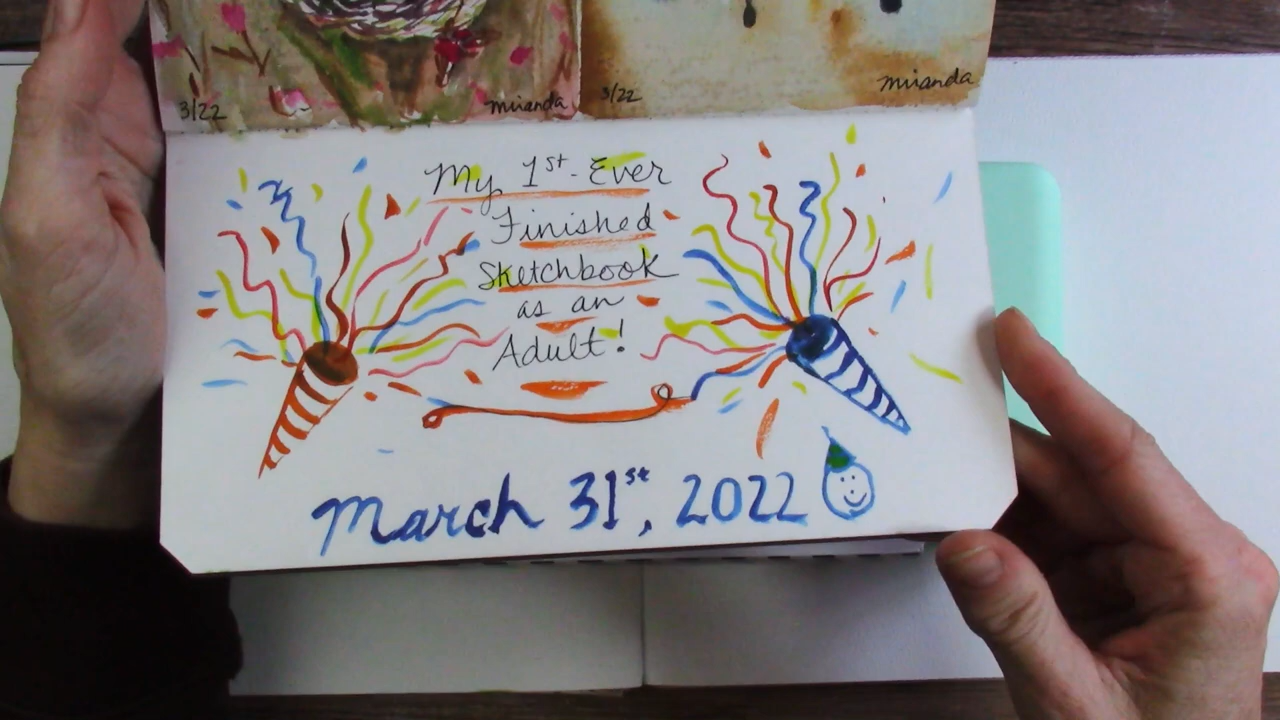 3/22
Miranda
3/22
Miranda
My 1st-Ever
Finished
Sketchbook
as an
Adult!
March 31st, 2022